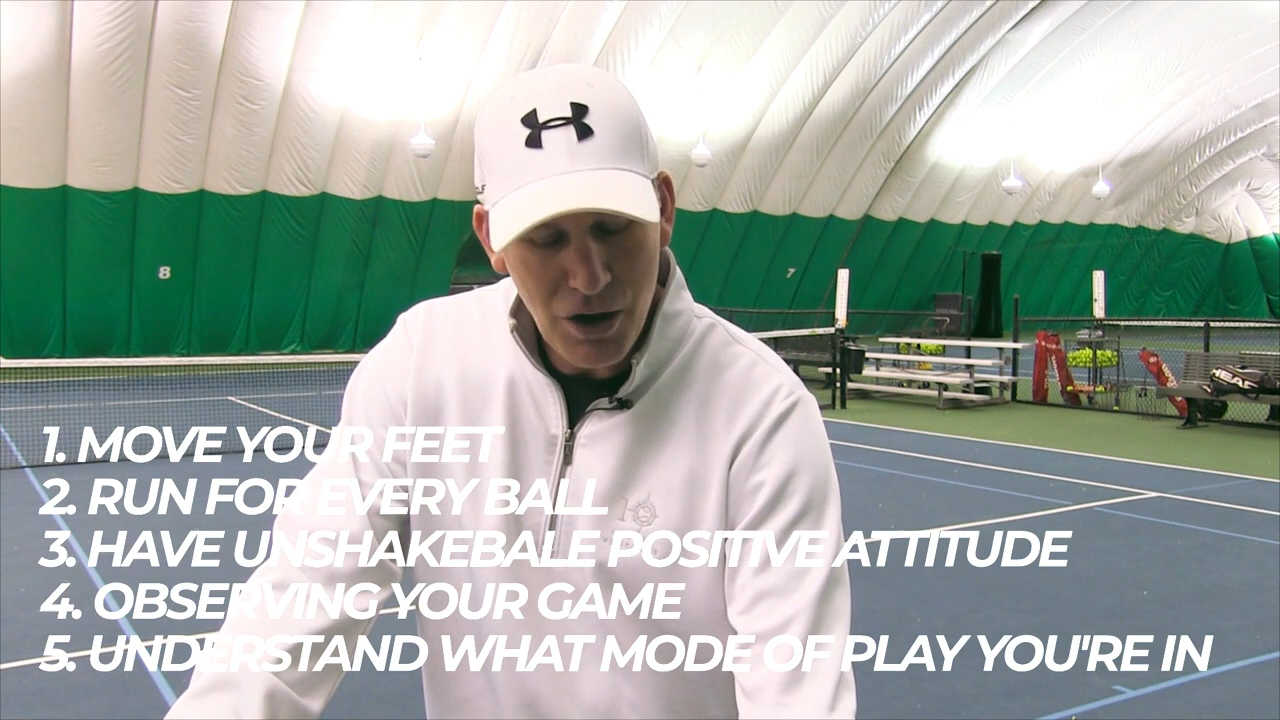 8
7
HEAD
1. MOVE YOUR FEET
2. RUN FOR EVERY BALL
3. HAVE UNSHAKEBALE POSITIVE ATTITUDE
4. OBSERVING YOUR GAME
5. UNDERSTAND WHAT MODE OF PLAY YOU'RE IN